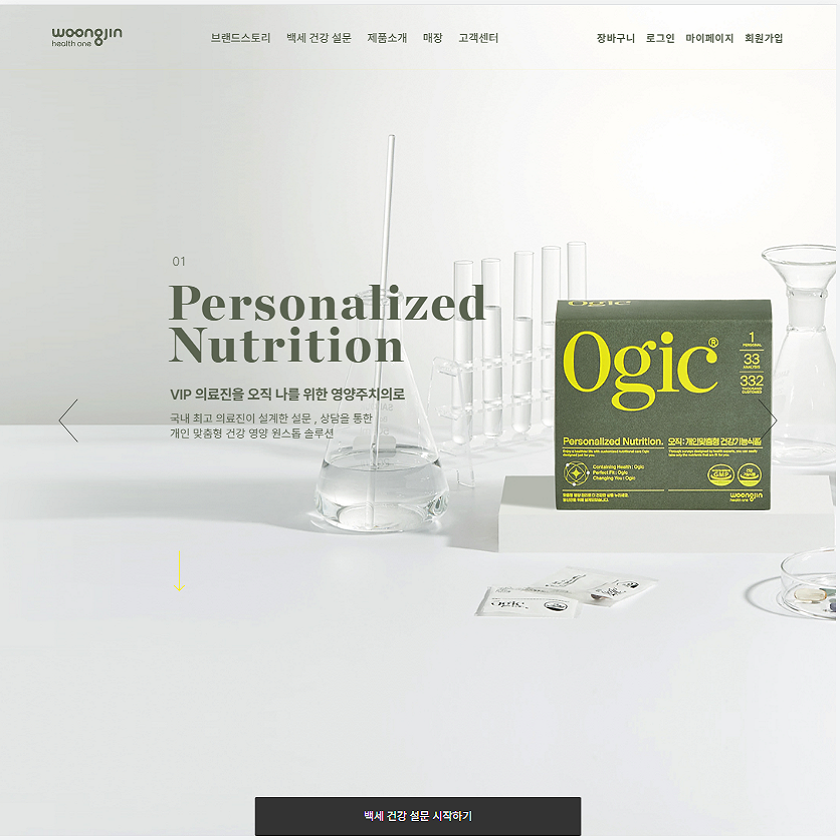 woongjin
health one
브랜드스토리 백세 건강 설문 제품소개 매장 고객센터
장바구니 로그인 마이페이지 회원가입
01
Personalized
Nutrition
VIP 의료진을 오직 나를 위한 영양주치의로
국내 최고 의료진이 설계한 설문 , 상담을 통한
개인 맞춤형 건강 영양 원스톱 솔루션
Ogic®
1
33
332
Personalized Nutrition.
오직: 개인맞춤형 건강기능식품
Containing Health : Ogic
Perfect Fit : Ogic
Changing You : Ogic
GMP
woongjin
health one
Ogic
백세 건강 설문 시작하기